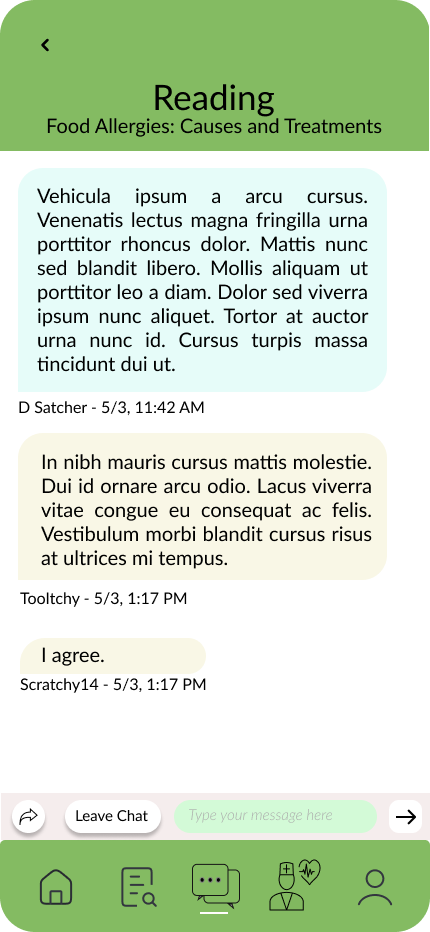 Reading
Food Allergies: Causes and Treatments
Vehicula ipsum a arcu cursus.
Venenatis lectus magna fringilla urna
porttitor rhoncus dolor. Mattis nunc
sed blandit libero. Mollis aliquam ut
porttitor leo a diam. Dolor sed viverra
ipsum nunc aliquet. Tortor at auctor
urna nunc id. Cursus turpis massa
tincidunt dui ut.
D Satcher - 5/3, 11:42 AM
In nibh mauris cursus mattis molestie.
Dui id ornare arcu odio. Lacus viverra
vitae congue eu consequat ac felis.
Vestibulum morbi blandit cursus risus
at ultrices mi tempus.
Tooltchy - 5/3, 1:17 PM
I agree.
Scratchy14 - 5/3, 1:17 PM
Leave Chat
Type your message here